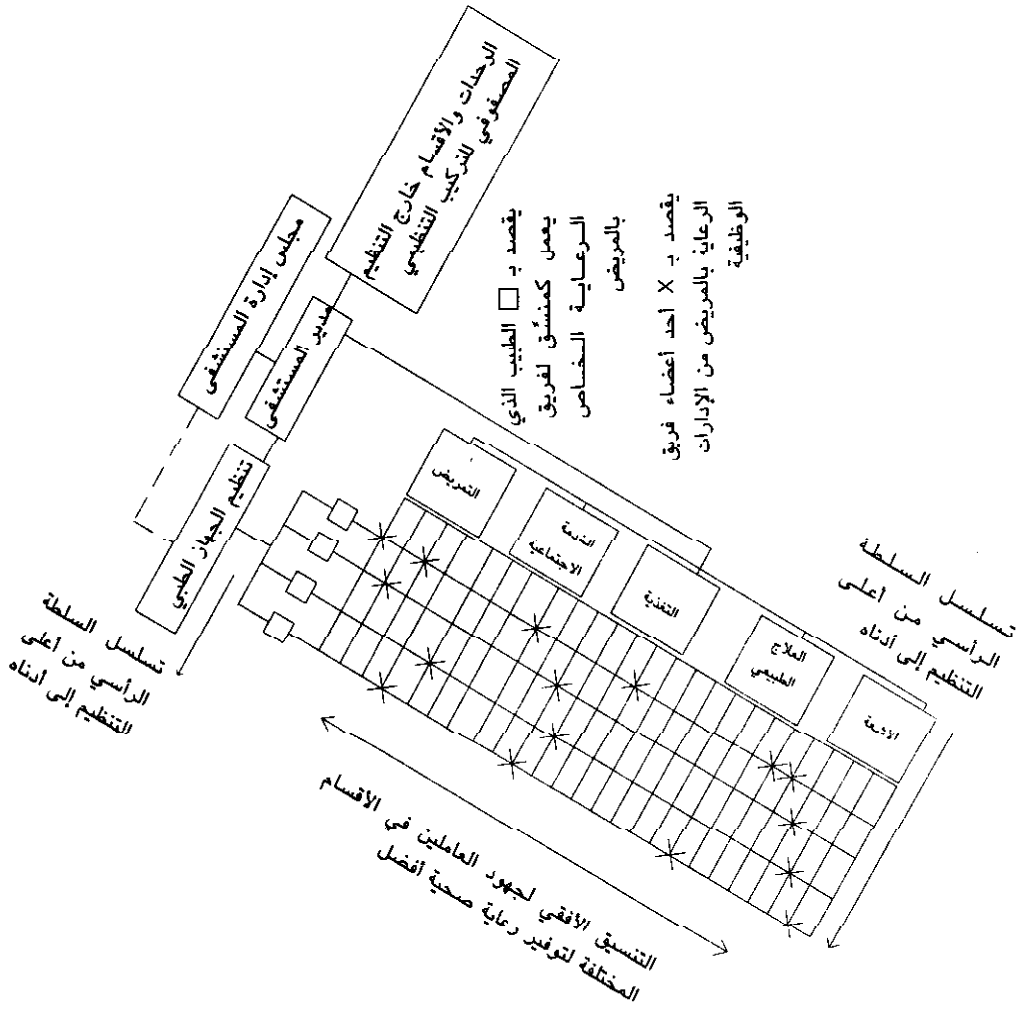 مجلس إدارة المستشفى
مدير المستشفى
الوحدات والأقسام خارج التنظيم
المصفوفي للتركيب التنظيمي
تنظيم الجهاز الطبي
تسلسل السلطة
الرأسي من أعلى
التنظيم إلى أدناه
يقصد بـ □ الطبيب الذي
يعمل كمنسّق لفريق
الرعاية الخاص
بالمريض
يقصد بـ X أحد أعضاء فريق
الرعاية بالمريض من الإدارات
الوظيفية
التمريض
الخدمة
الاجتماعية
التغذية
العلاج
الطبيعي
الاشعة
تسلسل السلطة
الرأسي من أعلى
التنظيم إلى أدناه
التنسيق الأفقي لجهود العاملين في الأقسام
المختلفة لتوفير رعاية صحية أفضل